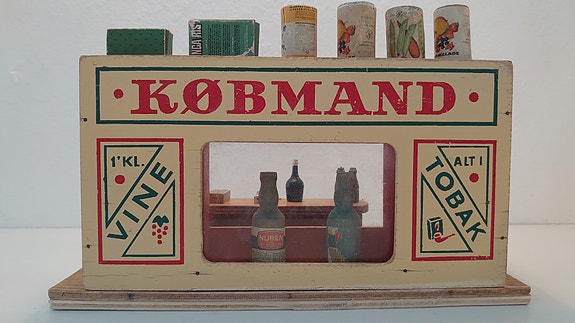 KØBMAND
1' KL.
VINE
ALT I
TOBAK